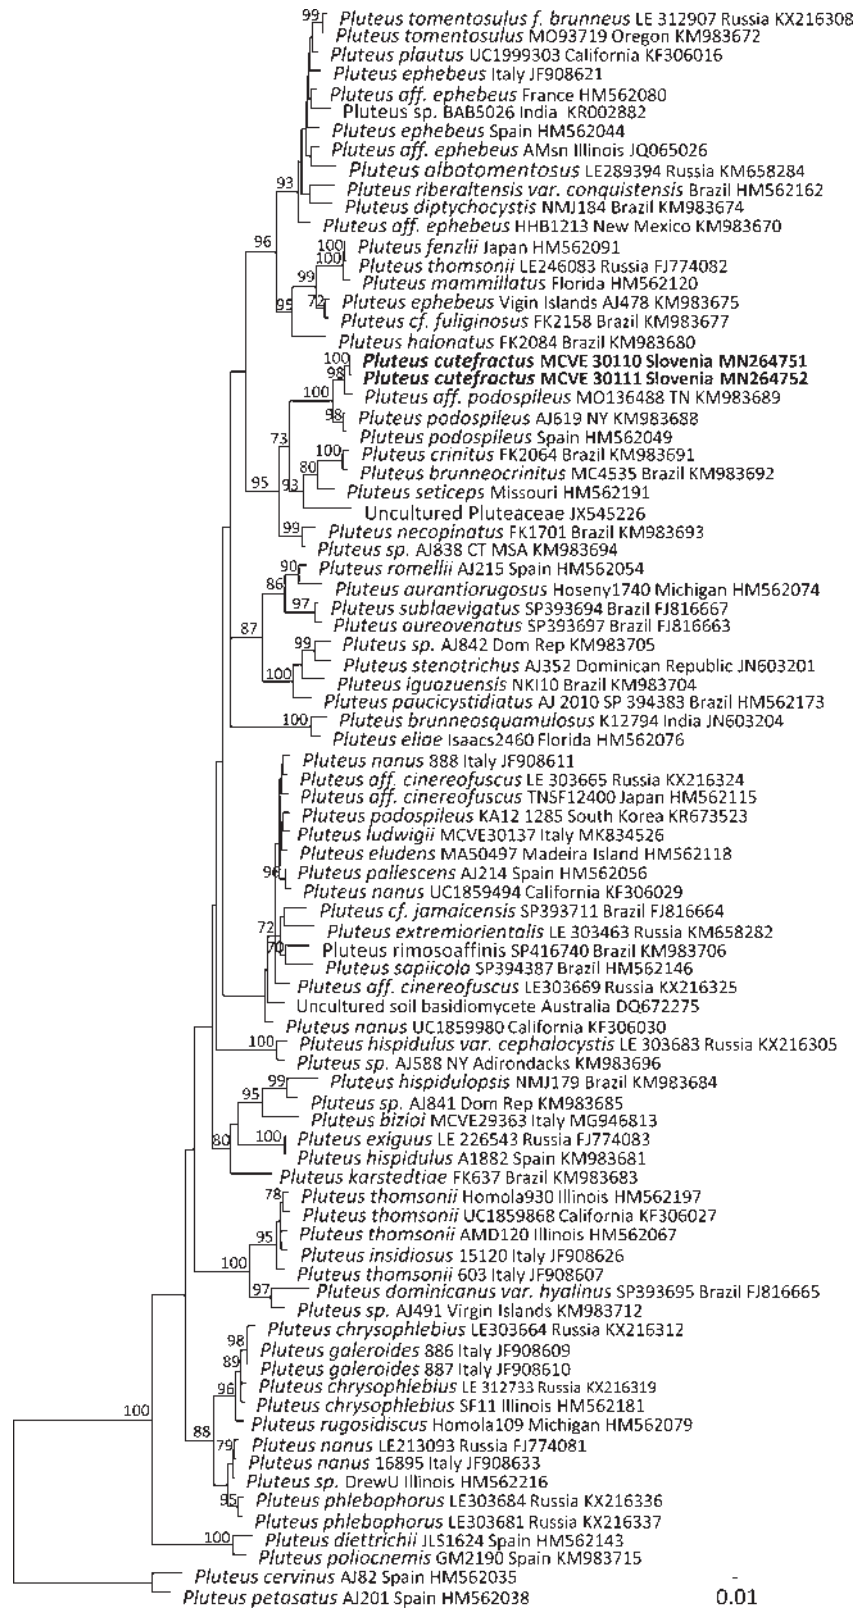 99 Pluteus tomentosulus f. brunneus LE 312907 Russia KX216308
Pluteus tomentosulus MO93719 Oregon KM983672
Pluteus plautus UC1999303 California KF306016
Pluteus ephebeus Italy JF908621
Pluteus aff. ephebeus France HM562080
Pluteus sp. BAB5026 India KR002882
Pluteus ephebeus Spain HM562044
Pluteus aff. ephebeus AMsn Illinois JQ065026
Pluteus albotomentosus LE289394 Russia KM658284
93 Pluteus riberaltensis var. conquistensis Brazil HM562162
Pluteus diptychocystis NMJ184 Brazil KM983674
Pluteus aff. ephebeus HHB1213 New Mexico KM983670
96 100 Pluteus fenzlii Japan HM562091
100 Pluteus thomsonii LE246083 Russia FJ774082
99 Pluteus mammillatus Florida HM562120
95 72 Pluteus ephebeus Vigin Islands AJ478 KM983675
Pluteus cf. fuliginosus FK2158 Brazil KM983677
Pluteus halonatus FK2084 Brazil KM983680
100 Pluteus cutefractus MCVE 30110 Slovenia MN264751
98 Pluteus cutefractus MCVE 30111 Slovenia MN264752
100 Pluteus aff. podospileus MO136488 TN KM983689
98 Pluteus podospileus AJ619 NY KM983688
73 Pluteus podospileus Spain HM562049
100 Pluteus crinitus FK2064 Brazil KM983691
80 Pluteus brunneocrinitus MC4535 Brazil KM983692
95 93 Pluteus seticeps Missouri HM562191
Uncultured Pluteaceae JX545226
99 Pluteus necopinatus FK1701 Brazil KM983693
Pluteus sp. AJ838 CT MSA KM983694
90 Pluteus romellii AJ215 Spain HM562054
86 Pluteus aurantiorugosus Hoseny1740 Michigan HM562074
97 Pluteus sublaevigatus SP393694 Brazil FJ816667
87 Pluteus aureovenatus SP393697 Brazil FJ816663
99 Pluteus sp. AJ842 Dom Rep KM983705
Pluteus stenotrichus AJ352 Dominican Republic JN603201
100 Pluteus iguazuensis NKI10 Brazil KM983704
Pluteus paucicystidiatus AJ 2010 SP 394383 Brazil HM562173
100 Pluteus brunneosquamulosus K12794 India JN603204
Pluteus eliae Isaacs2460 Florida HM562076
Pluteus nanus 888 Italy JF908611
Pluteus aff. cinereofuscus LE 303665 Russia KX216324
Pluteus aff. cinereofuscus TNSF12400 Japan HM562115
Pluteus podospileus KA12 1285 South Korea KR673523
Pluteus ludwigii MCVE30137 Italy MK834526
Pluteus eludens MA50497 Madeira Island HM562118
96 Pluteus pallescens AJ214 Spain HM562056
Pluteus nanus UC1859494 California KF306029
Pluteus cf. jamaicensis SP393711 Brazil FJ816664
72 Pluteus extremiorientalis LE 303463 Russia KM658282
70 Pluteus rimosoaffinis SP416740 Brazil KM983706
Pluteus sapiicola SP394387 Brazil HM562146
Pluteus aff. cinereofuscus LE303669 Russia KX216325
Uncultured soil basidiomycete Australia DQ672275
Pluteus nanus UC1859980 California KF306030
100 Pluteus hispidulus var. cephalocystis LE 303683 Russia KX216305
Pluteus sp. AJ588 NY Adirondacks KM983696
99 Pluteus hispidulopsis NMJ179 Brazil KM983684
95 Pluteus sp. AJ841 Dom Rep KM983685
Pluteus bizioi MCVE29363 Italy MG946813
80 100 Pluteus exiguus LE 226543 Russia FJ774083
Pluteus hispidulus A1882 Spain KM983681
Pluteus karstedtiae FK637 Brazil KM983683
78 Pluteus thomsonii Homola930 Illinois HM562197
Pluteus thomsonii UC1859868 California KF306027
95 Pluteus thomsonii AMD120 Illinois HM562067
100 Pluteus insidiosus 15120 Italy JF908626
Pluteus thomsonii 603 Italy JF908607
97 Pluteus dominicanus var. hyalinus SP393695 Brazil FJ816665
Pluteus sp. AJ491 Virgin Islands KM983712
98 Pluteus chrysophlebius LE303664 Russia KX216312
Pluteus galeroides 886 Italy JF908609
89 Pluteus galeroides 887 Italy JF908610
96 Pluteus chrysophlebius LE 312733 Russia KX216319
Pluteus chrysophlebius SF11 Illinois HM562181
100 88 Pluteus rugosidiscus Homola109 Michigan HM562079
79 Pluteus nanus LE213093 Russia FJ774081
Pluteus nanus 16895 Italy JF908633
Pluteus sp. DrewU Illinois HM562216
95 Pluteus phlebophorus LE303684 Russia KX216336
Pluteus phlebophorus LE303681 Russia KX216337
100 Pluteus diettrichii JLS1624 Spain HM562143
Pluteus poliocnemis GM2190 Spain KM983715
Pluteus cervinus AJ82 Spain HM562035
Pluteus petasatus AJ201 Spain HM562038
0.01